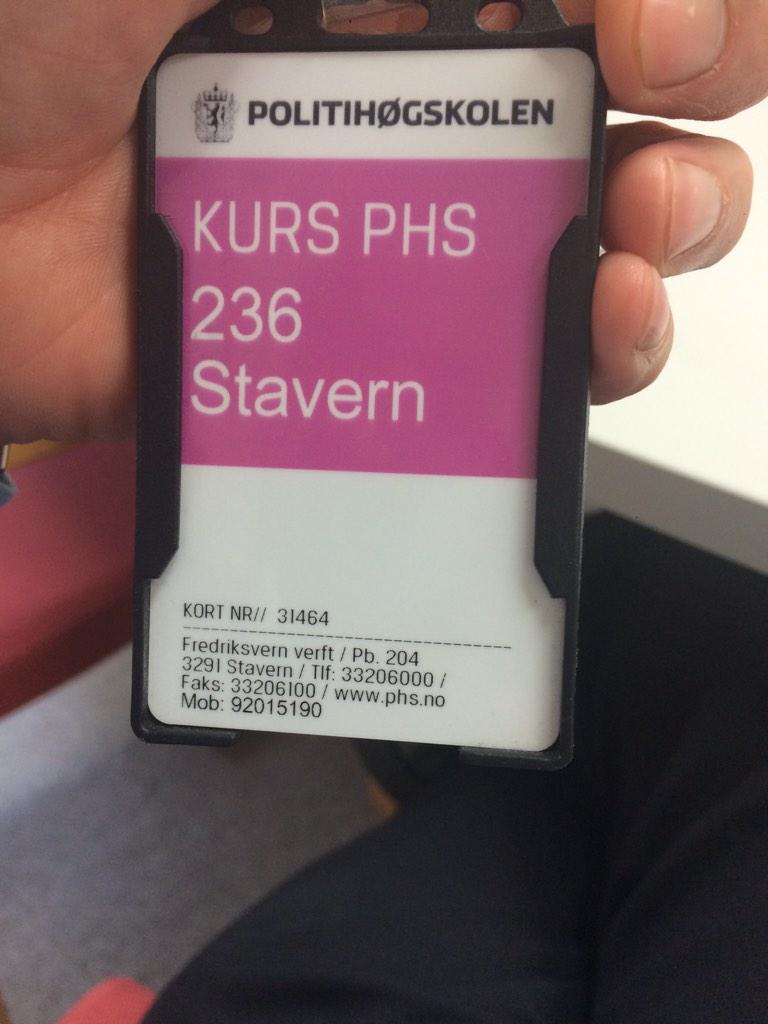 POLITIHØGSKOLEN
KURS PHS
236
Stavern
KORT NR// 31464
Fredriksvern verft / Pb. 204
3291 Stavern / Tlf: 33206000 /
Faks: 33206100 / www.phs.no
Mob: 92015190